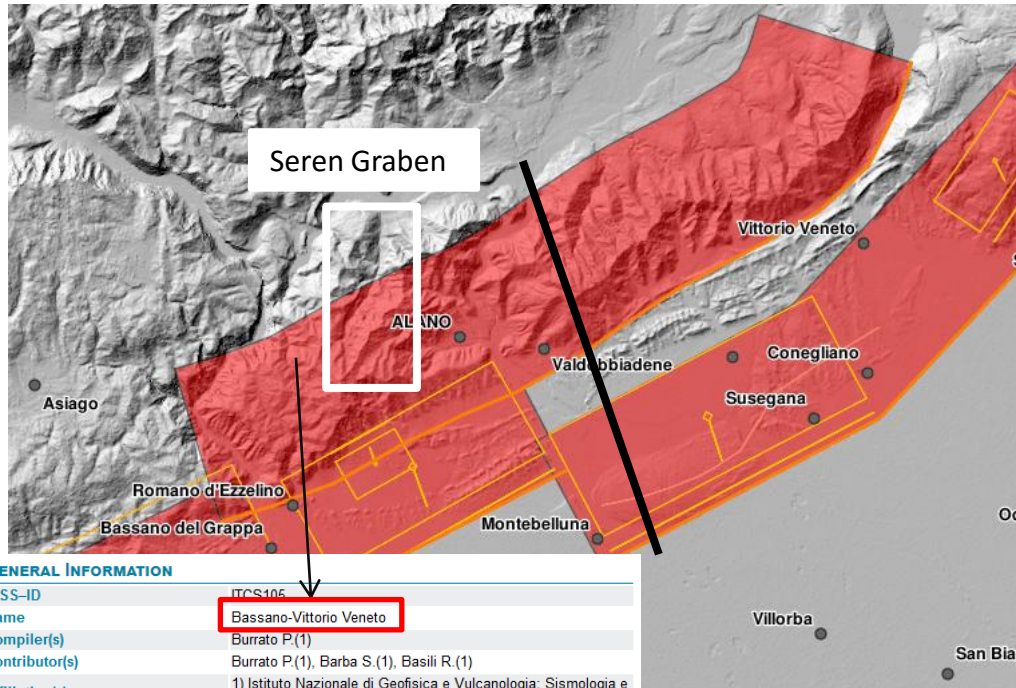 Seren Graben
Vittorio Veneto
ALANO
Valdobbiadene
Conegliano
Asiago
Susegana
Romano d'Ezzelino
Bassano del Grappa
Montebelluna
Oc
GENERAL INFORMATION
SS–ID ITCS105
ame Bassano-Vittorio Veneto
ompiler(s) Burrato P.(1)
ontributor(s) Burrato P.(1), Barba S.(1), Basili R.(1)
1) Istituto Nazionale di Geofisica e Vulcanologia; Sismologia e
Villorba
San Bia